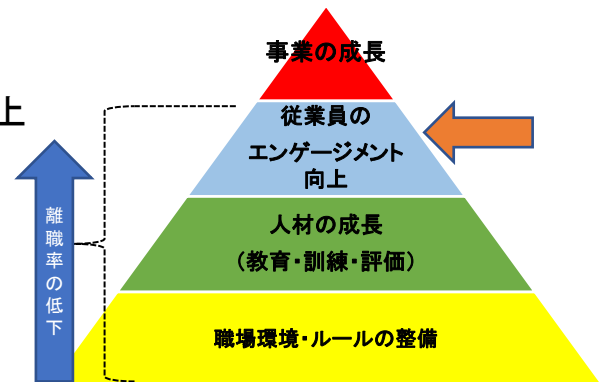 事業の成長
上
従業員の
エンゲージメント
向上
人材の成長
（教育・訓練・評価）
離職率の低下
職場環境・ルールの整備